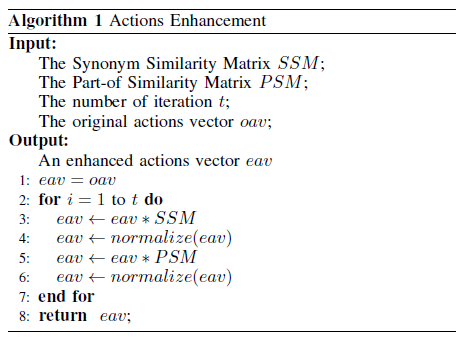 Algorithm 1 Actions Enhancement
Input:
The Synonym Similarity Matrix SSM;
The Part-of Similarity Matrix PSM;
The number of iteration t;
The original actions vector oav;
Output:
An enhanced actions vector eav
1: eav = oav
2: for i = 1 to t do
3: eav ← eav * SSM
4: eav ← normalize(eav)
5: eav ← eav * PSM
6: eav ← normalize(eav)
7: end for
8: return eav;